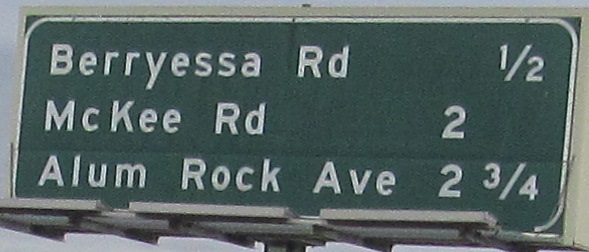 Berryessa Rd 1/2
McKee Rd 2
Alum Rock Ave 2 3/4